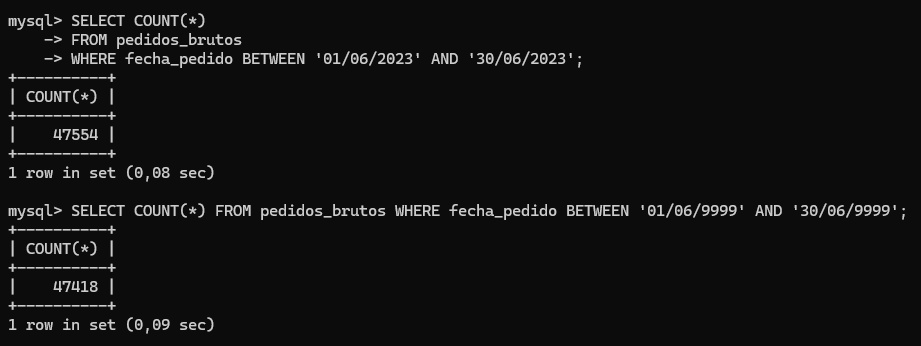 mysql> SELECT COUNT(*)
    -> FROM pedidos_brutos
    -> WHERE fecha_pedido BETWEEN '01/06/2023' AND '30/06/2023';
+----------+
| COUNT(*) |
+----------+
|    47554 |
+----------+
1 row in set (0,08 sec)

mysql> SELECT COUNT(*) FROM pedidos_brutos WHERE fecha_pedido BETWEEN '01/06/9999' AND '30/06/9999';
+----------+
| COUNT(*) |
+----------+
|    47418 |
+----------+
1 row in set (0,09 sec)